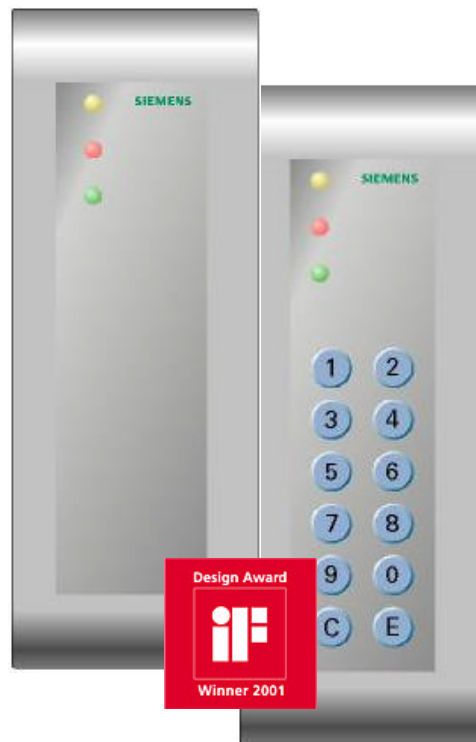 SIEMENS
SIEMENS
1 2
3 4
5 6
7 8
9 0
C E
Design Award
iF
Winner 2001